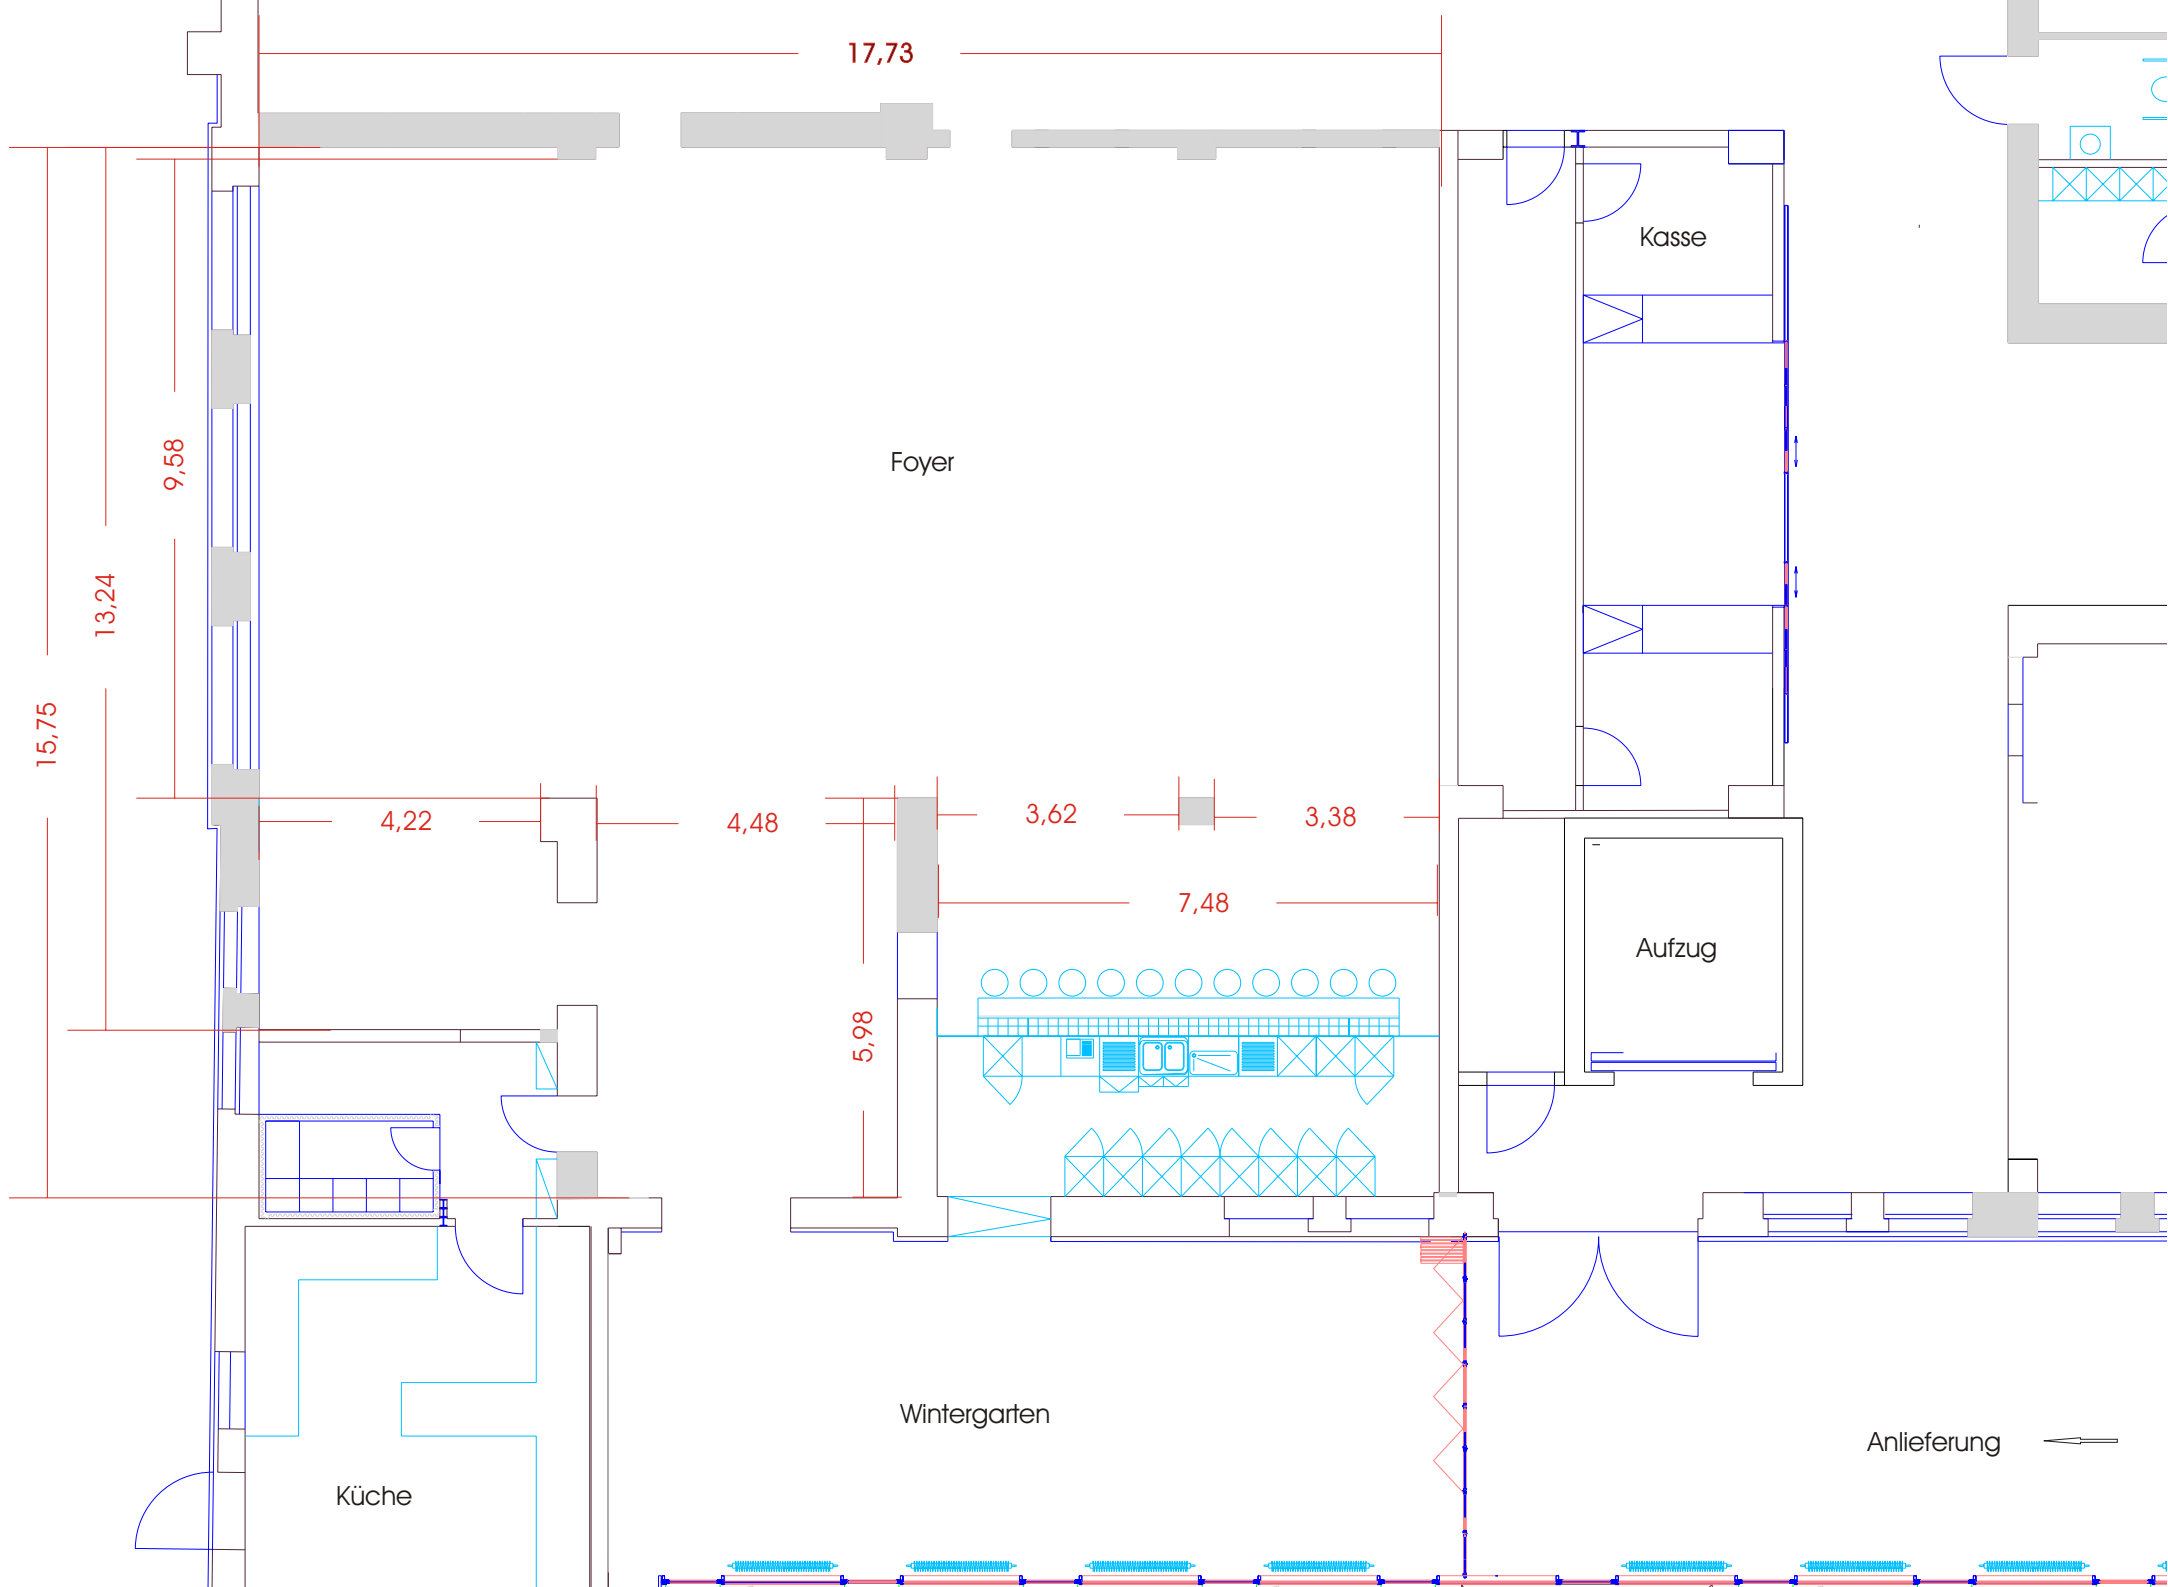 17,73
Kasse
Foyer
9,58
13,24
15,75
4,22
4,48
3,62
3,38
7,48
Aufzug
5,98
Wintergarten
Anlieferung
Küche